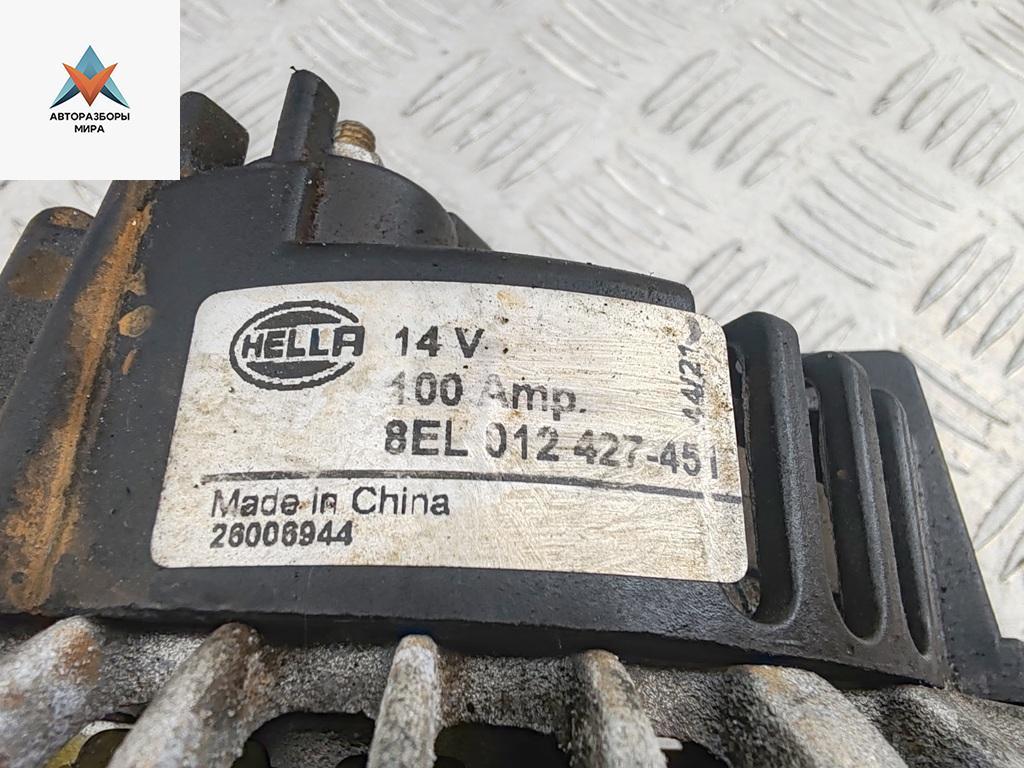 АВТОРАЗБОРЫ
МИРА
HELLA
14 V
100 Amp.
8EL 012 427-451
Made in China
26006944